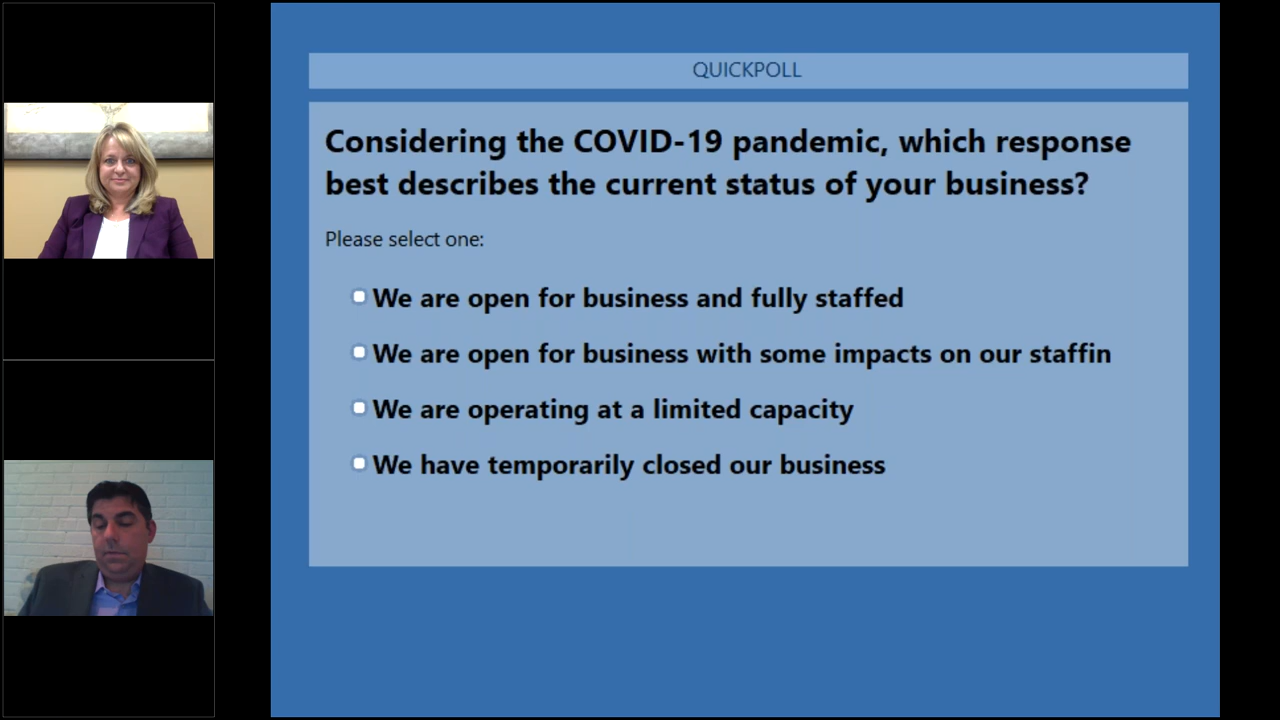 QUICKPOLL
Considering the COVID-19 pandemic, which response
best describes the current status of your business?
Please select one:
We are open for business and fully staffed
We are open for business with some impacts on our staffin
We are operating at a limited capacity
We have temporarily closed our business